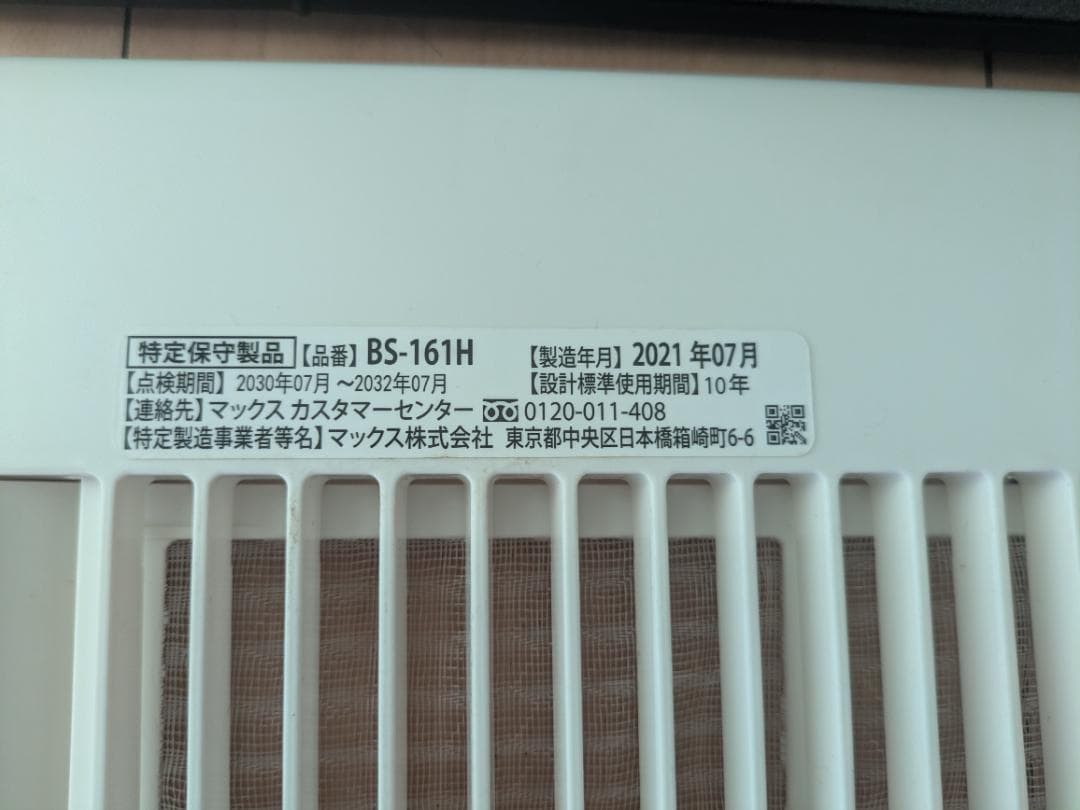 特定保守製品 【品番】BS-161H 【製造年月】2021年07月
【点検期間】 2030年07月 ～2032年07月 【設計標準使用期間】10年
【連絡先】マックス カスタマーセンター 0120-011-408
【特定製造事業者等名】マックス株式会社 東京都中央区日本橋箱崎町6-6